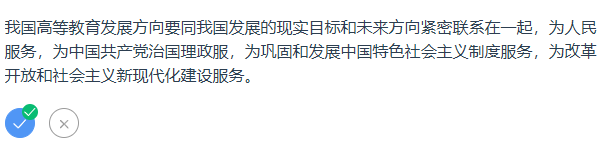 我国高等教育发展方向要同我国发展的现实目标和未来方向紧密联系在一起，为人民
服务，为中国共产党治国理政服，为巩固和发展中国特色社会主义制度服务，为改革
开放和社会主义新现代化建设服务。